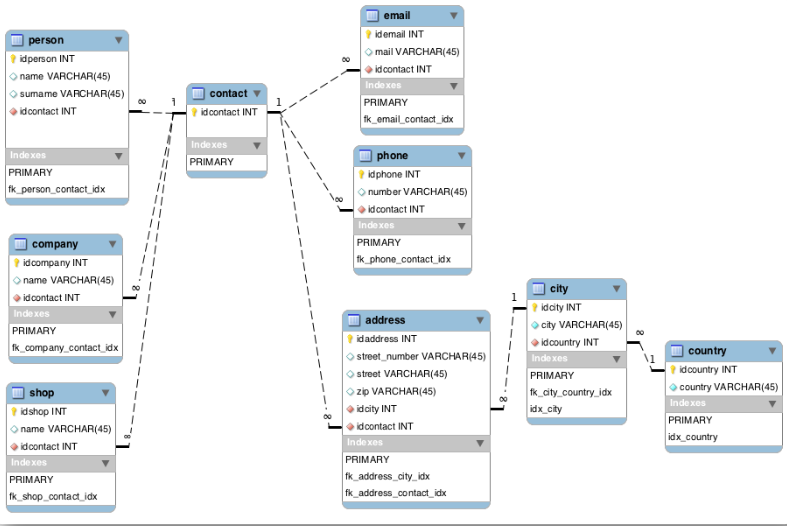 person
idperson INT
name VARCHAR(45)
surname VARCHAR(45)
idcontact INT
Indexes
PRIMARY
fk_person_contact_idx
∞
1
contact
idcontact INT
Indexes
PRIMARY
1
email
idemail INT
mail VARCHAR(45)
idcontact INT
Indexes
PRIMARY
fk_email_contact_idx
∞
phone
idphone INT
number VARCHAR(45)
idcontact INT
Indexes
PRIMARY
fk_phone_contact_idx
∞
company
idcompany INT
name VARCHAR(45)
idcontact INT
Indexes
PRIMARY
fk_company_contact_idx
∞
shop
idshop INT
name VARCHAR(45)
idcontact INT
Indexes
PRIMARY
fk_shop_contact_idx
∞
address
idaddress INT
street_number VARCHAR(45)
street VARCHAR(45)
zip VARCHAR(45)
idcity INT
idcontact INT
Indexes
PRIMARY
fk_address_city_idx
fk_address_contact_idx
∞
∞
1
city
idcity INT
city VARCHAR(45)
idcountry INT
Indexes
PRIMARY
fk_city_country_idx
idx_city
∞
1
country
idcountry INT
country VARCHAR(45)
Indexes
PRIMARY
idx_country